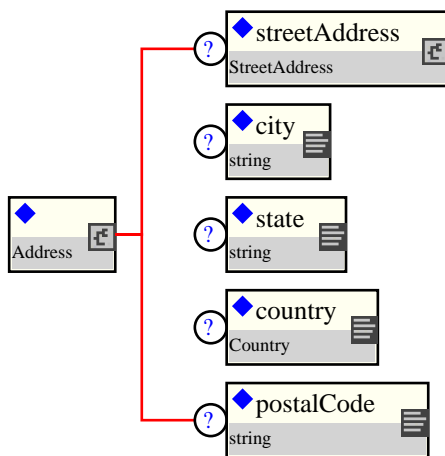 ? streetAddress
StreetAddress
? city
string
Address
? state
string
? country
Country
? postalCode
string